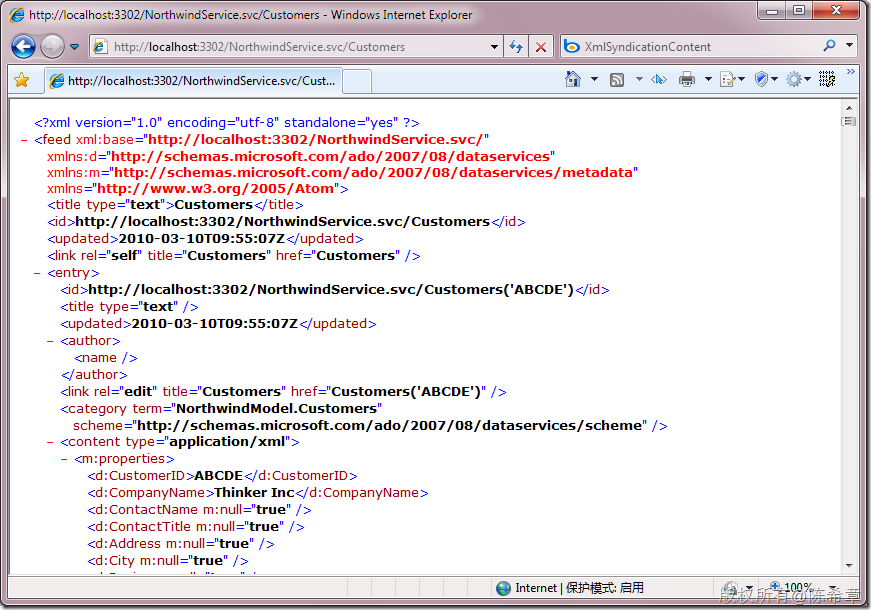 http://localhost:3302/NorthwindService.svc/Customers - Windows Internet Explorer
http://localhost:3302/NorthwindService.svc/Customers
XmlSyndicationContent
http://localhost:3302/NorthwindService.svc/Cust...
<?xml version="1.0" encoding="utf-8" standalone="yes" ?>
- <feed xml:base="http://localhost:3302/NorthwindService.svc/"
xmlns:d="http://schemas.microsoft.com/ado/2007/08/dataservices"
xmlns:m="http://schemas.microsoft.com/ado/2007/08/dataservices/metadata"
xmlns="http://www.w3.org/2005/Atom">
<title type="text">Customers</title>
<id>http://localhost:3302/NorthwindService.svc/Customers</id>
<updated>2010-03-10T09:55:07Z</updated>
<link rel="self" title="Customers" href="Customers" />
- <entry>
<id>http://localhost:3302/NorthwindService.svc/Customers('ABCDE')</id>
<title type="text" />
<updated>2010-03-10T09:55:07Z</updated>
- <author>
<name />
</author>
<link rel="edit" title="Customers" href="Customers('ABCDE')" />
<category term="NorthwindModel.Customers"
scheme="http://schemas.microsoft.com/ado/2007/08/dataservices/scheme" />
- <content type="application/xml">
- <m:properties>
<d:CustomerID>ABCDE</d:CustomerID>
<d:CompanyName>Thinker Inc</d:CompanyName>
<d:ContactName m:null="true" />
<d:ContactTitle m:null="true" />
<d:Address m:null="true" />
<d:City m:null="true" />
Internet | 保护模式: 启用
100%
版权所有@陈希章